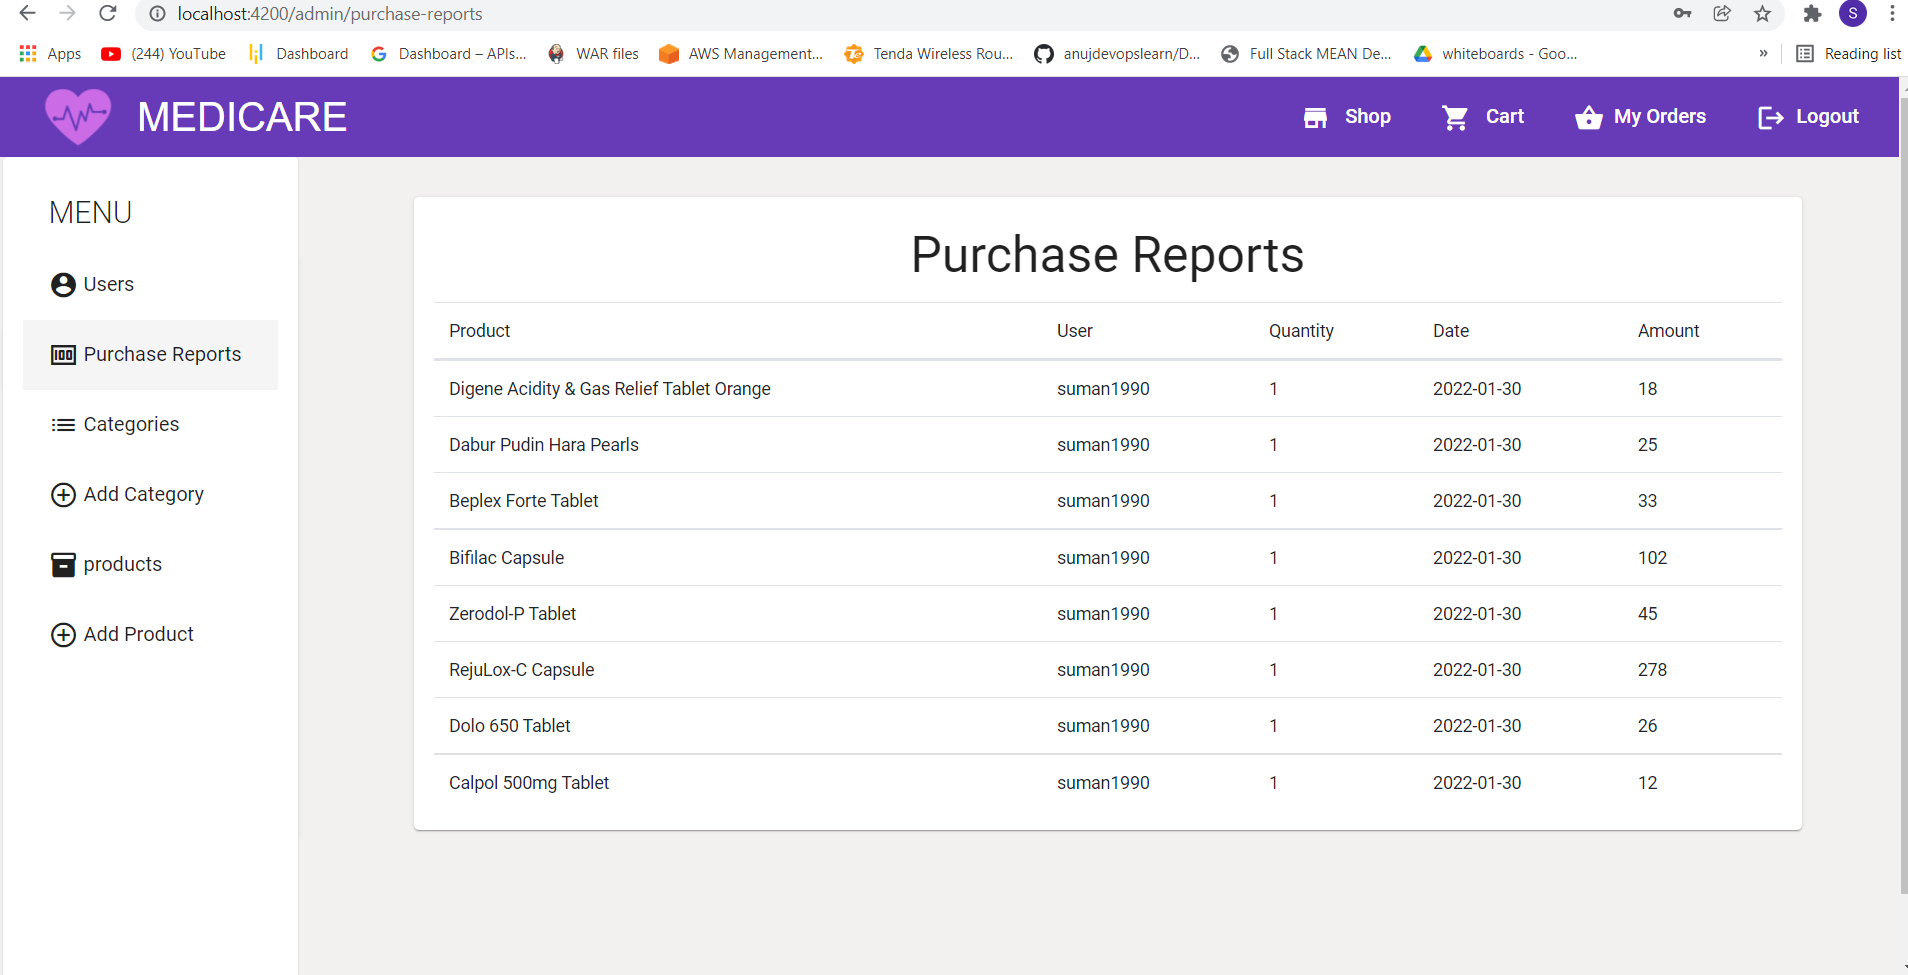 localhost:4200/admin/purchase-reports
S
Apps (244) YouTube Dashboard Dashboard – APIs... WAR files AWS Management... Tenda Wireless Rou... anujdevopslearn/D... Full Stack MEAN De... whiteboards - Goo... » Reading list
MEDICARE Shop Cart My Orders Logout
MENU
Users
100 Purchase Reports
Categories
Add Category
products
Add Product
Purchase Reports
Product User Quantity Date Amount
Digene Acidity & Gas Relief Tablet Orange suman1990 1 2022-01-30 18
Dabur Pudin Hara Pearls suman1990 1 2022-01-30 25
Beplex Forte Tablet suman1990 1 2022-01-30 33
Bifilac Capsule suman1990 1 2022-01-30 102
Zerodol-P Tablet suman1990 1 2022-01-30 45
RejuLox-C Capsule suman1990 1 2022-01-30 278
Dolo 650 Tablet suman1990 1 2022-01-30 26
Calpol 500mg Tablet suman1990 1 2022-01-30 12